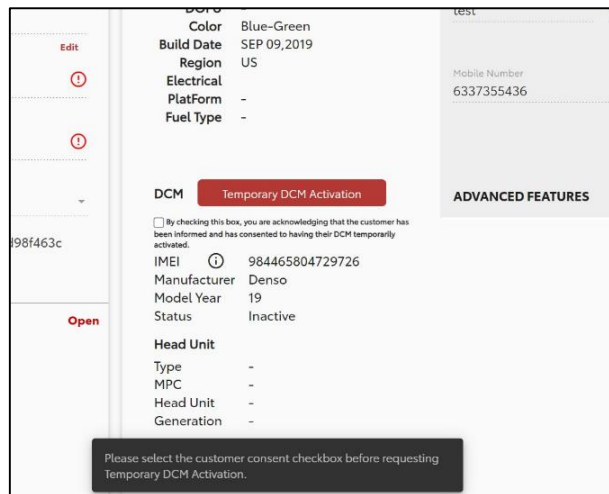 Edit
d98f463c
Open
Color Blue-Green
Build Date SEP 09,2019
Region US
Electrical
PlatForm -
Fuel Type -
DCM Temporary DCM Activation
By checking this box, you are acknowledging that the customer has
been informed and has consented to having their DCM temporarily
activated.
IMEI 984465804729726
Manufacturer Denso
Model Year 19
Status Inactive
Head Unit
Type -
MPC -
Head Unit -
Generation -
test
Mobile Number
6337355436
ADVANCED FEATURES
Please select the customer consent checkbox before requesting
Temporary DCM Activation.